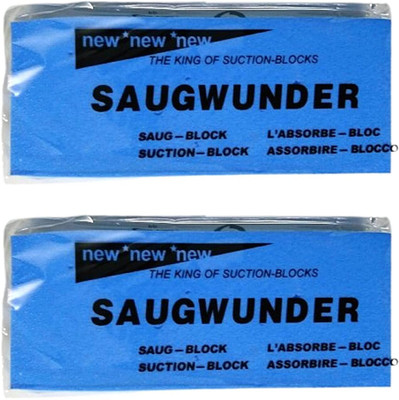 new*new*new
THE KING OF SUCTION-BLOCKS
SAUGWUNDER
SAUG–BLOCK L'ABSORBE–BLOC
SUCTION–BLOCK ASSORBIRE–BLOCCO
new*new*new
THE KING OF SUCTION-BLOCKS
SAUGWUNDER
SAUG–BLOCK L'ABSORBE–BLOC
SUCTION–BLOCK ASSORBIRE–BLOCCO